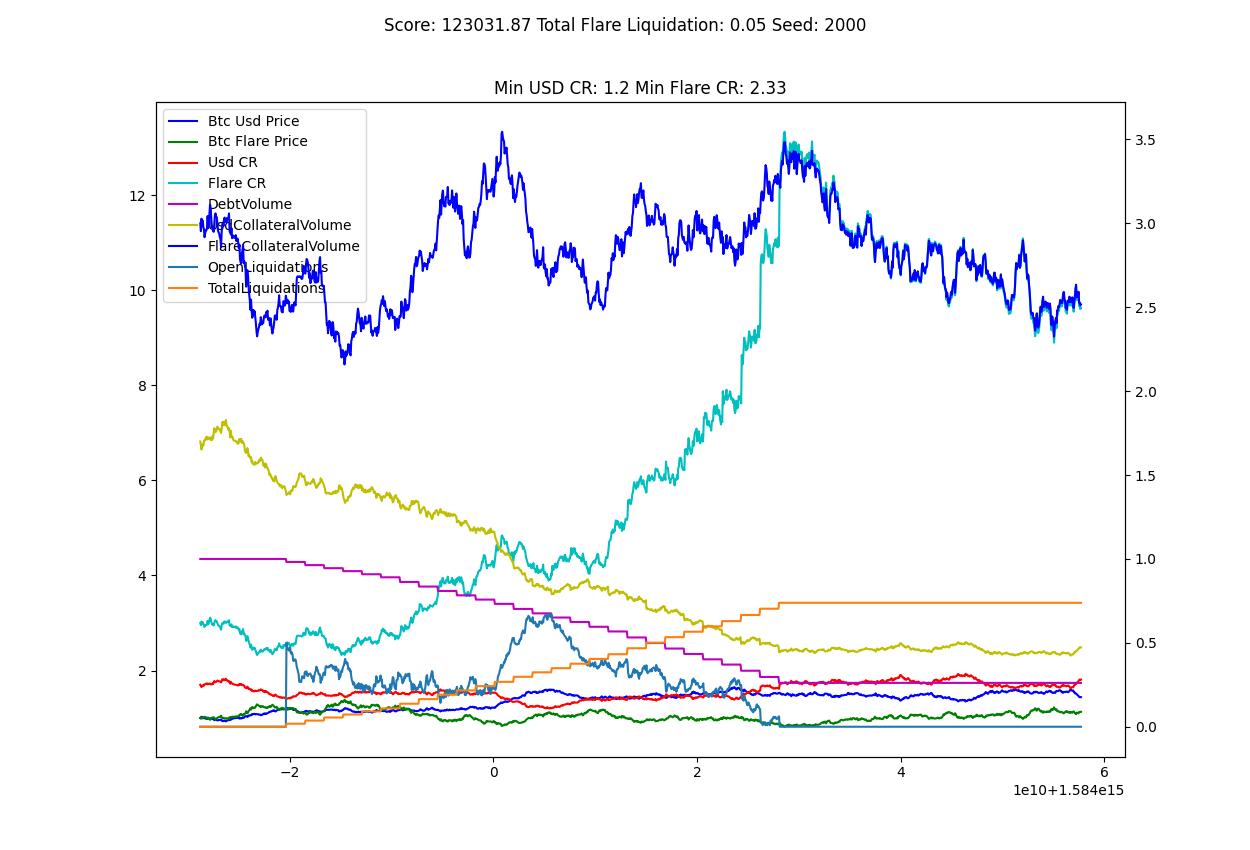 Score: 123031.87 Total Flare Liquidation: 0.05 Seed: 2000
Min USD CR: 1.2 Min Flare CR: 2.33
Btc Usd Price
Btc Flare Price
Usd CR
Flare CR
DebtVolume
UsdCollateralVolume
FlareCollateralVolume
OpenLiquidations
TotalLiquidations
12
10
8
6
4
2
3.5
3.0
2.5
2.0
1.5
1.0
0.5
0.0
−2
0
2
4
6
1e10+1.584e15